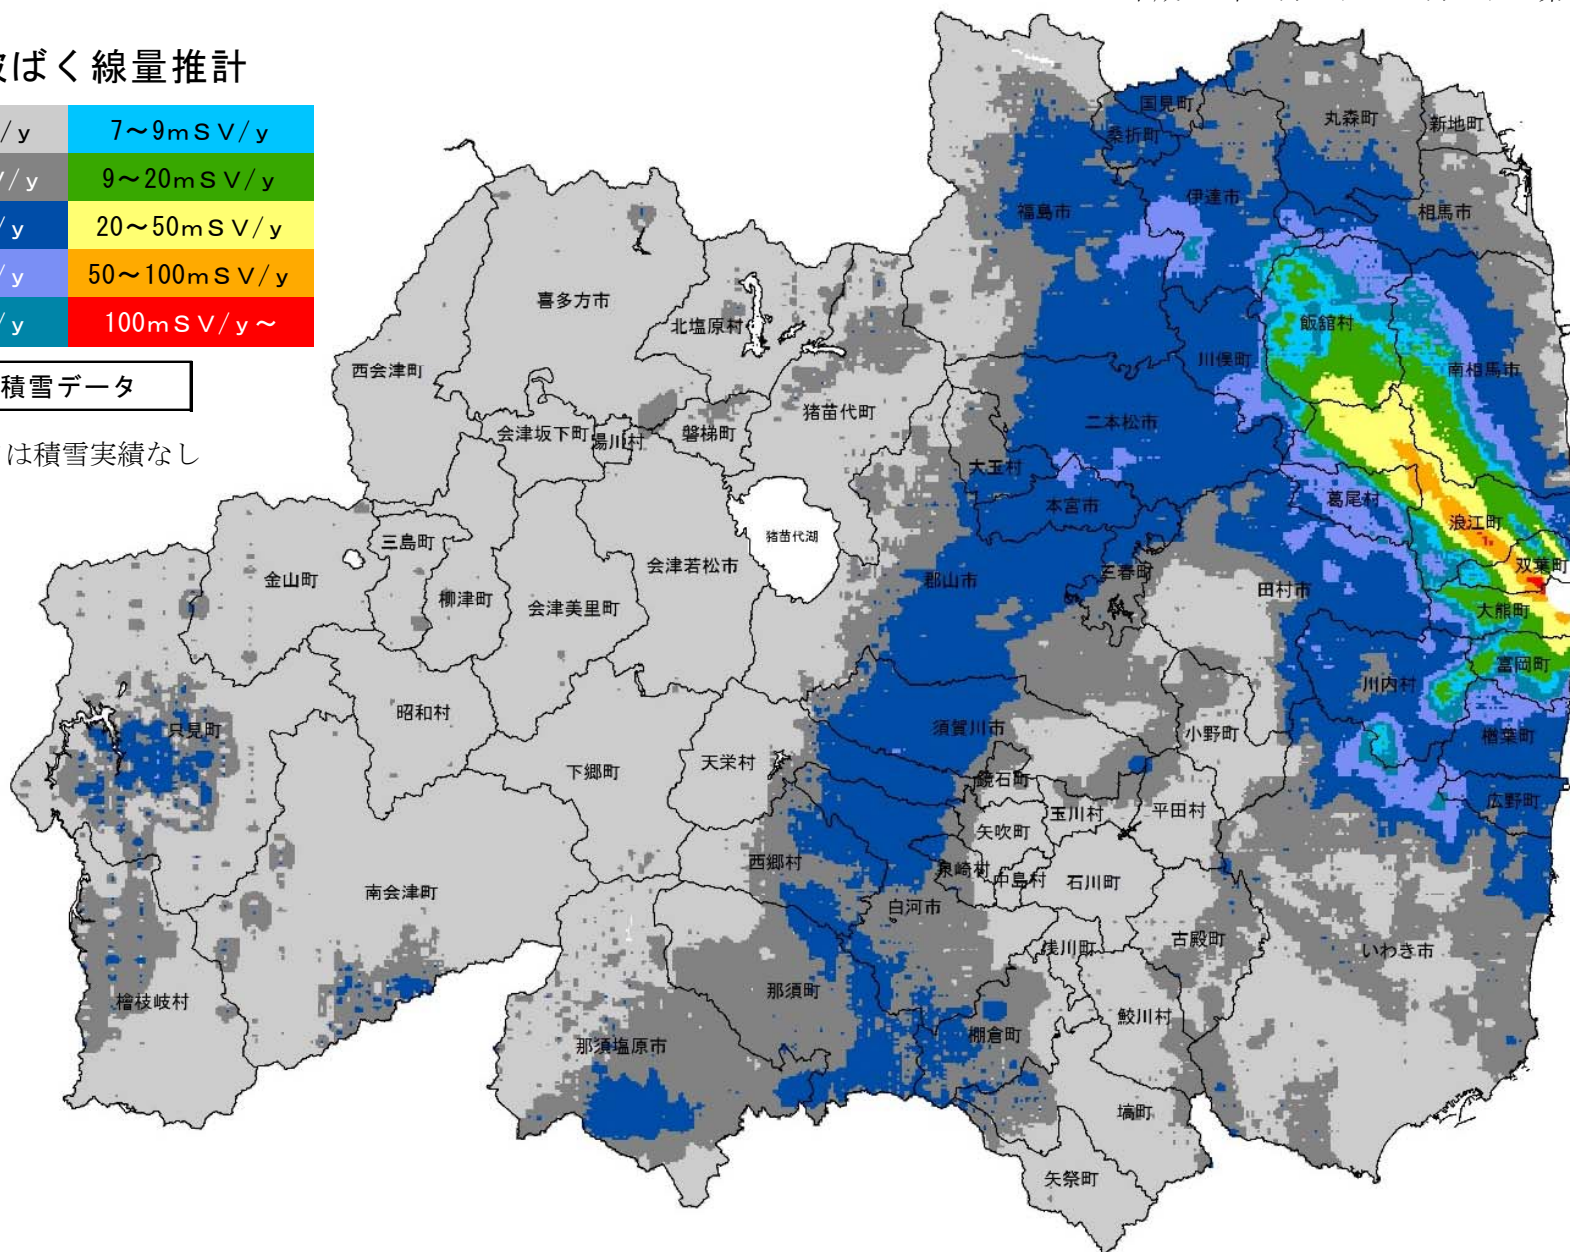 ばく線量推計
/y 7～9mSV/y
V/y 9～20mSV/y
/y 20～50mSV/y
/y 50～100mSV/y
/y 100mSV/y～
積雪データ
は積雪実績なし
国見町
桑折町
丸森町
新地町
伊達市
福島市
相馬市
喜多方市
北塩原村
飯舘村
川俣町
西会津町
南相馬市
猪苗代町
二本松市
会津坂下町
湯川村
磐梯町
大玉村
本宮市
葛尾村
浪江町
猪苗代湖
三島町
会津若松市
双葉町
金山町
柳津町
会津美里町
郡山市
三春町
田村市
大熊町
富岡町
川内村
昭和村
只見町
須賀川市
小野町
楢葉町
天栄村
下郷町
鏡石町
広野町
玉川村
平田村
矢吹町
西郷村
泉崎村
中島村
石川町
南会津町
白河市
古殿町
浅川町
いわき市
那須町
檜枝岐村
鮫川村
棚倉町
那須塩原市
塙町
矢祭町